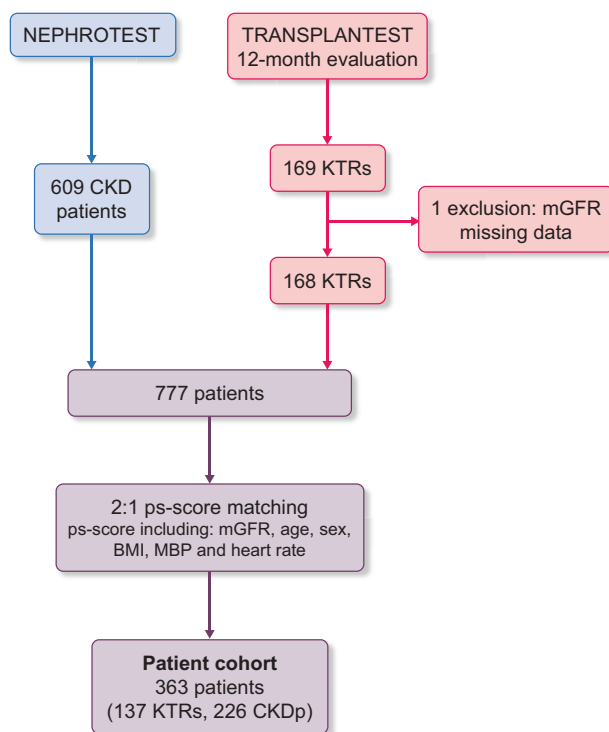 NEPHROTEST
TRANSPLANTEST
12-month evaluation
609 CKD
patients
169 KTRs
1 exclusion: mGFR
missing data
168 KTRs
777 patients
2:1 ps-score matching
ps-score including: mGFR, age, sex,
BMI, MBP and heart rate
Patient cohort
363 patients
(137 KTRs, 226 CKDp)